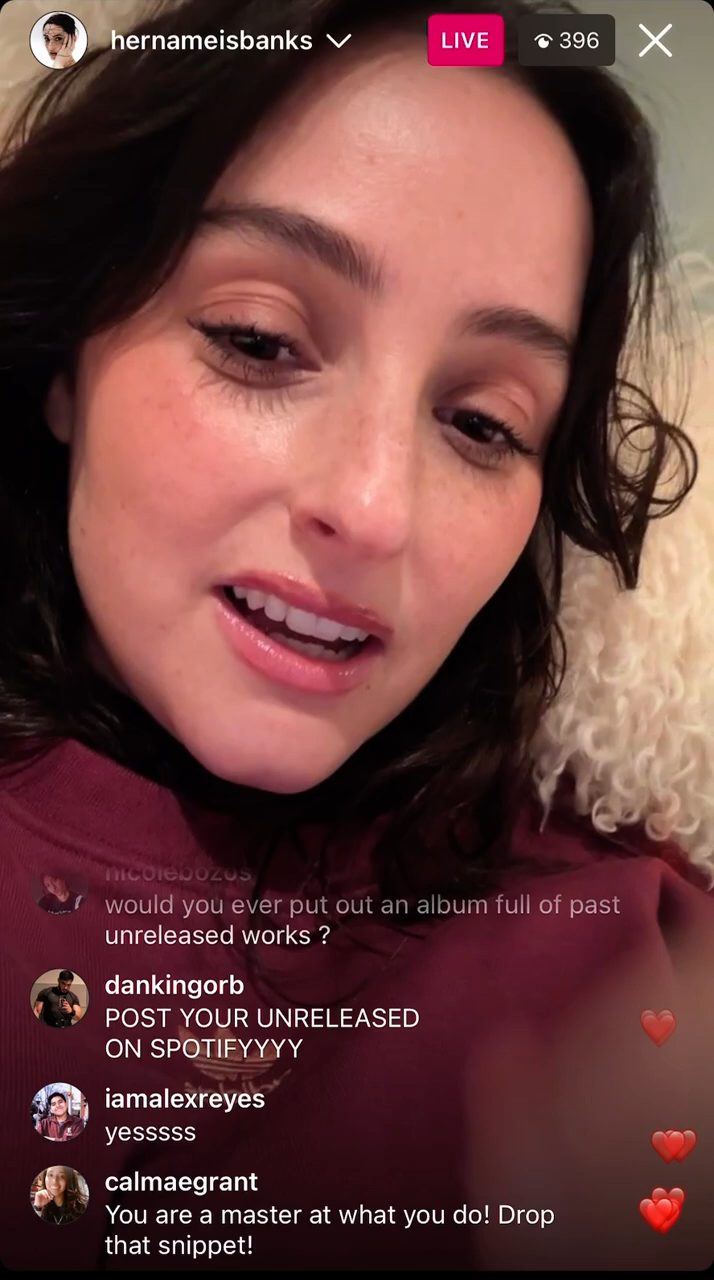 hernameisbanks
LIVE
396
nicolebozos
would you ever put out an album full of past
unreleased works ?
dankingorb
POST YOUR UNRELEASED
ON SPOTIFYYYY
iamalexreyes
yesssss
calmaegrant
You are a master at what you do! Drop
that snippet!